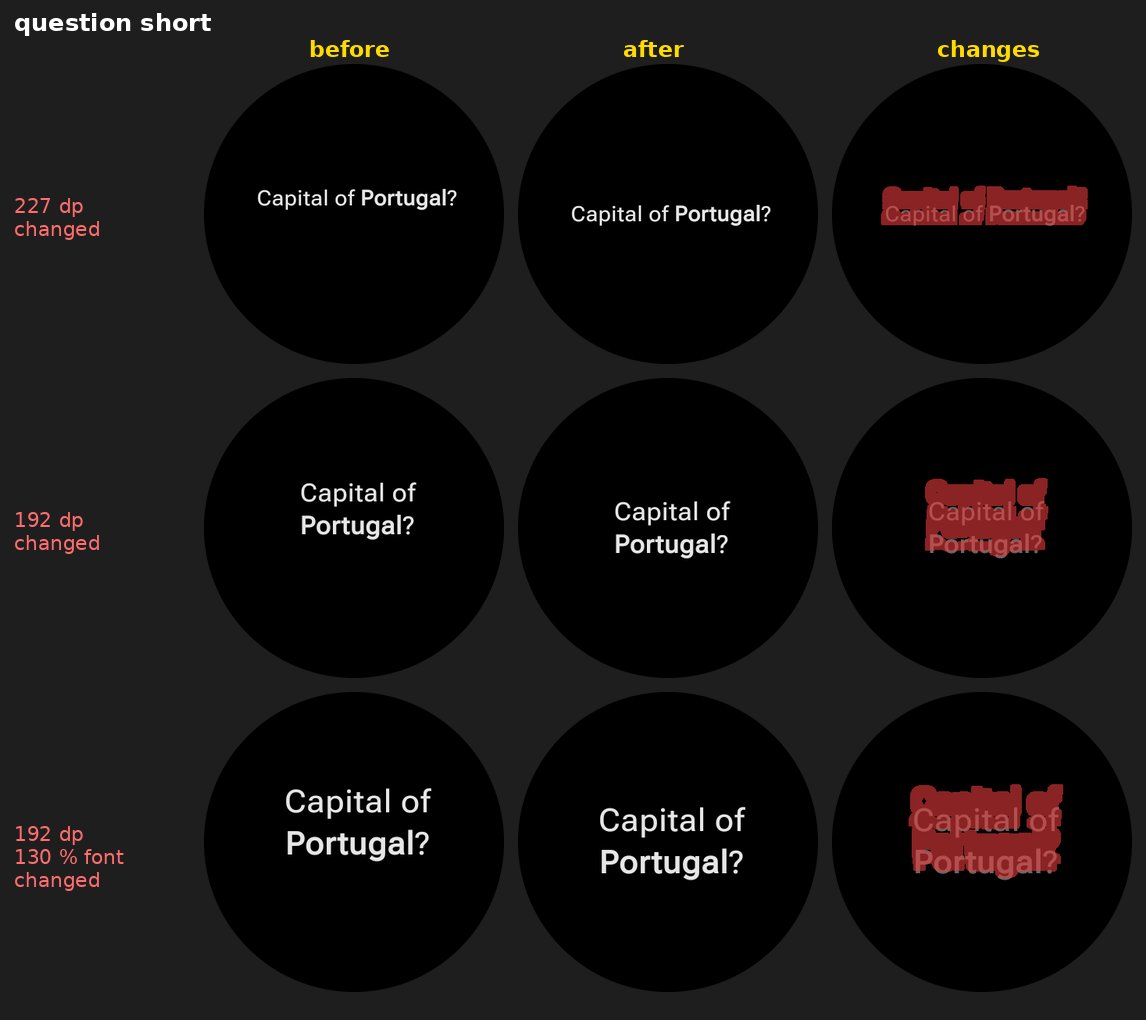 question short
before after changes
227 dp
changed
Capital of Portugal? Capital of Portugal? Capital of Portugal?
192 dp
changed
Capital of
Portugal?
Capital of
Portugal?
Capital of
Portugal?
192 dp
130 % font
changed
Capital of
Portugal?
Capital of
Portugal?
Capital of
Portugal?